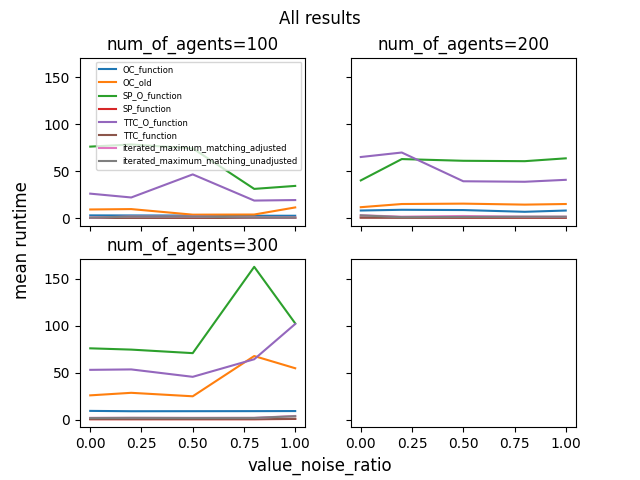 All results
num_of_agents=100
num_of_agents=200
150
100
50
0
OC_function
OC_old
SP_O_function
SP_function
TTC_O_function
TTC_function
iterated_maximum_matching_adjusted
iterated_maximum_matching_unadjusted
mean runtime
num_of_agents=300
150
100
50
0
0.00 0.25 0.50 0.75 1.00
0.00 0.25 0.50 0.75 1.00
value_noise_ratio